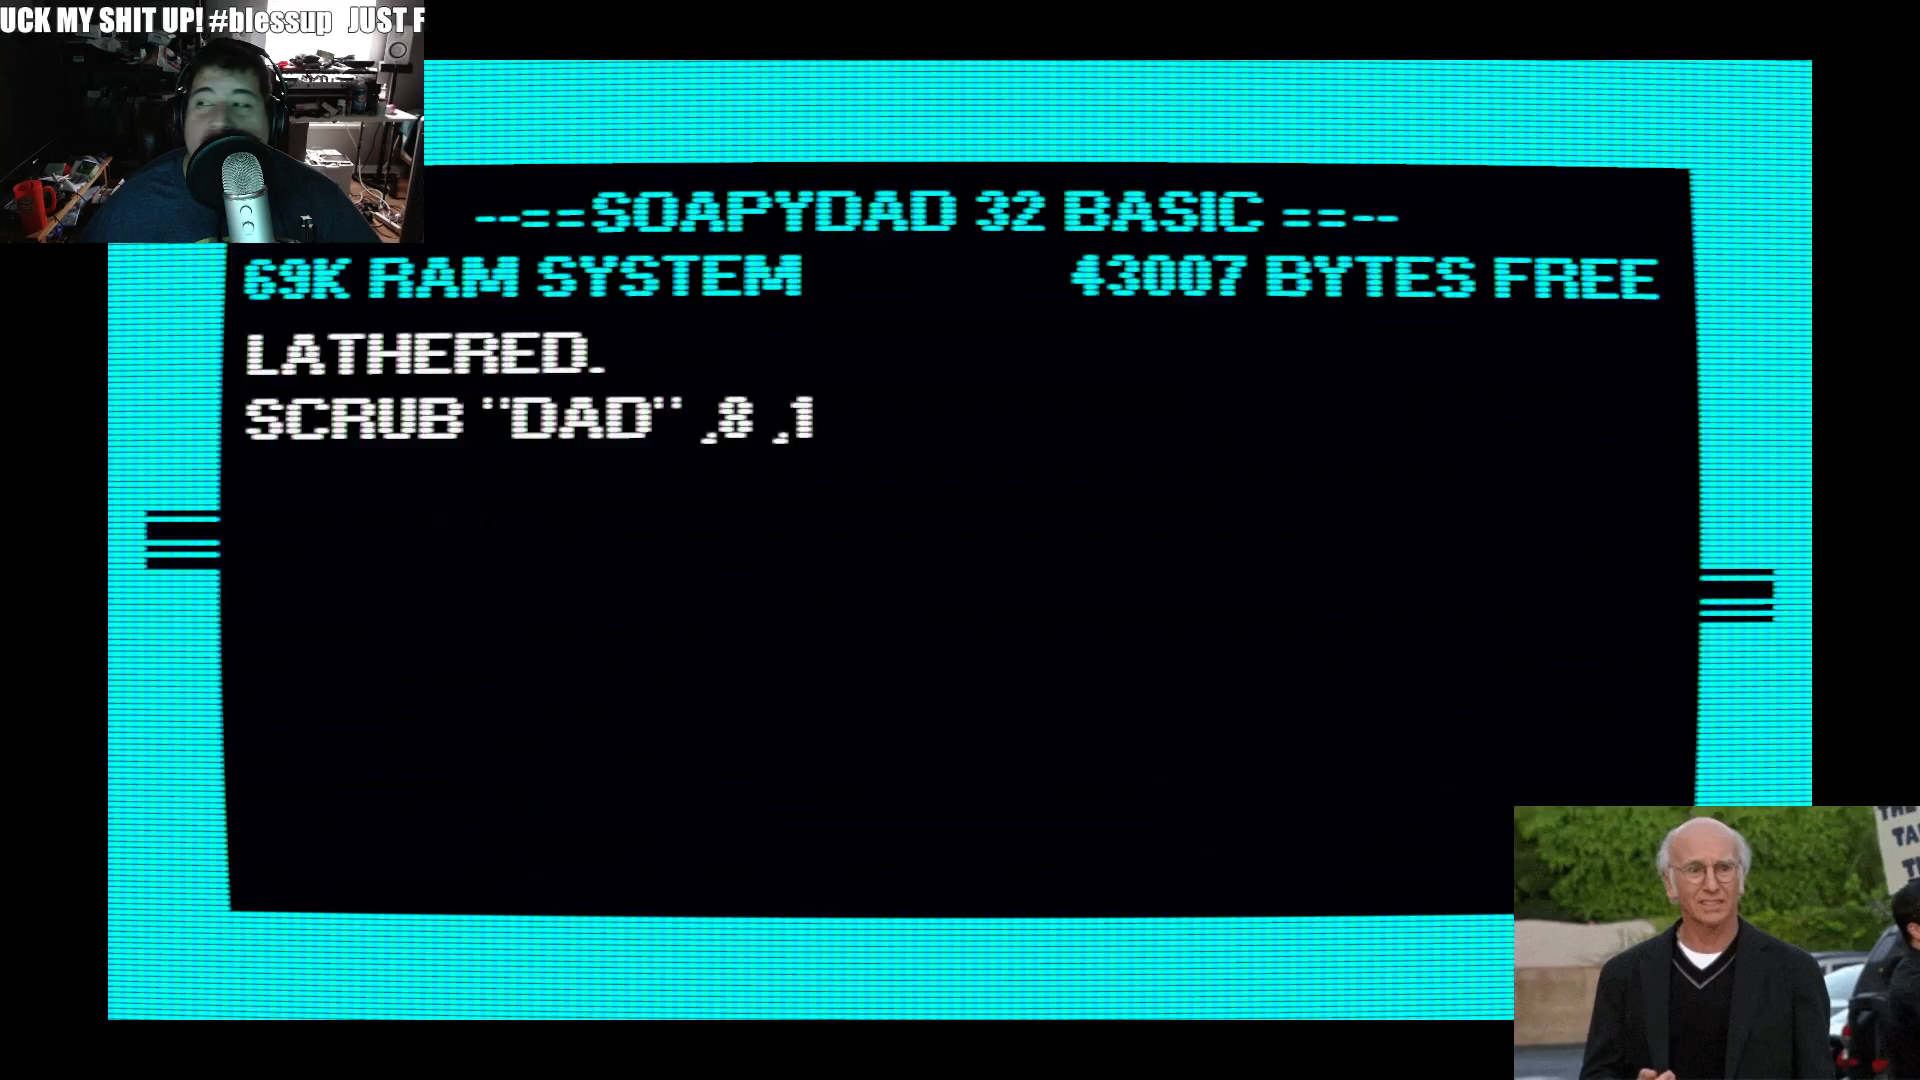 UCK MY SHIT UP! #blessup JUST F
--==SOAPYDAD 32 BASIC ==--
69K RAM SYSTEM 43007 BYTES FREE
LATHERED.
SCRUB "DAD" ,8 ,1
TA